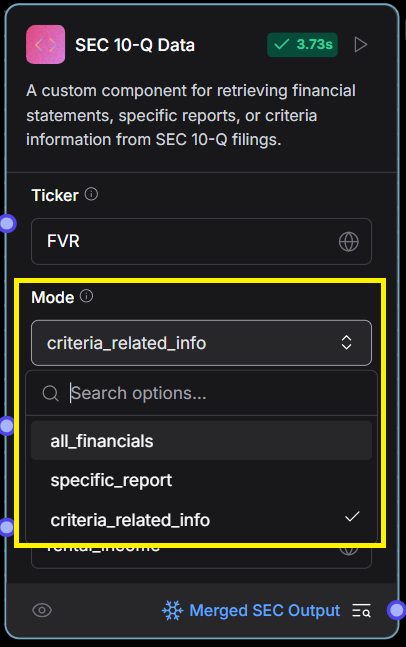 SEC 10-Q Data
3.73s
A custom component for retrieving financial
statements, specific reports, or criteria
information from SEC 10-Q filings.
Ticker
FVR
Mode
criteria_related_info
Search options...
all_financials
specific_report
criteria_related_info
rental_income
Merged SEC Output